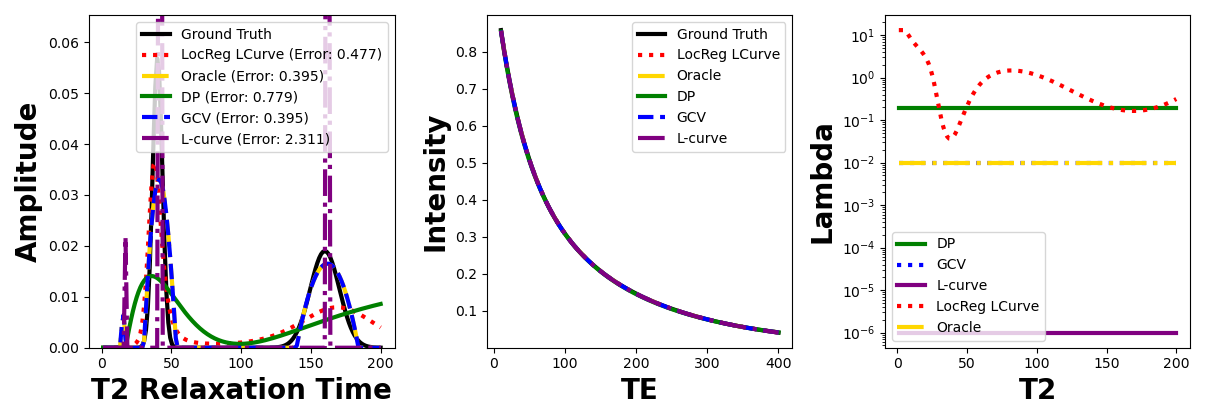 Amplitude
0.06
0.05
0.04
0.03
0.02
0.01
0.00
Ground Truth
LocReg LCurve (Error: 0.477)
Oracle (Error: 0.395)
DP (Error: 0.779)
GCV (Error: 0.395)
L-curve (Error: 2.311)
0 50 100 150 200
T2 Relaxation Time
Intensity
0.8
0.7
0.6
0.5
0.4
0.3
0.2
0.1
Ground Truth
LocReg LCurve
Oracle
DP
GCV
L-curve
0 100 200 300 400
TE
Lambda
10¹
10⁰
10⁻¹
10⁻²
10⁻³
10⁻⁴
10⁻⁵
10⁻⁶
DP
GCV
L-curve
LocReg LCurve
Oracle
0 50 100 150 200
T2